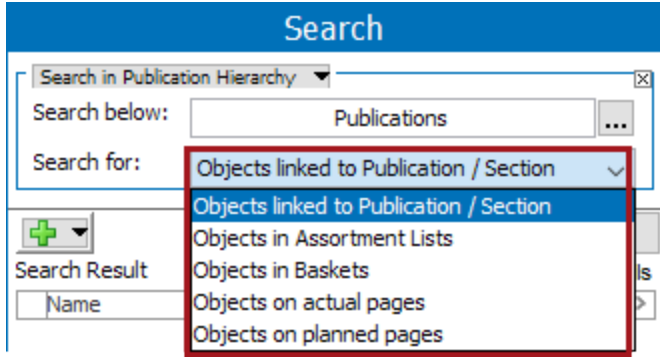 Search
Search in Publication Hierarchy
Search below:
Publications
...
Search for:
Objects linked to Publication / Section
Objects linked to Publication / Section
Objects in Assortment Lists
Objects in Baskets
Objects on actual pages
Objects on planned pages
Search Result
ls
Name